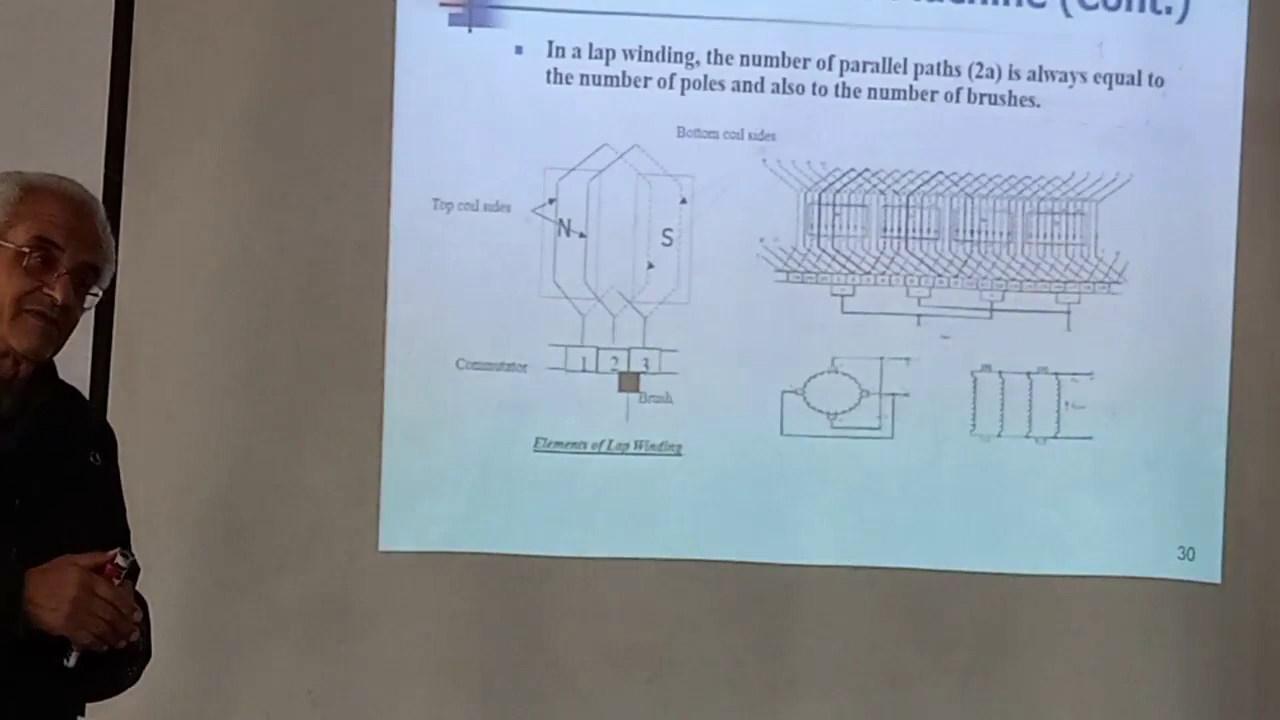 (Cont.)
In a lap winding, the number of parallel paths (2a) is always equal to
the number of poles and also to the number of brushes.
Bottom coil sides
Top coil sides
N
S
1 2 3
Commutator
Brush
Elements of Lap Winding
30